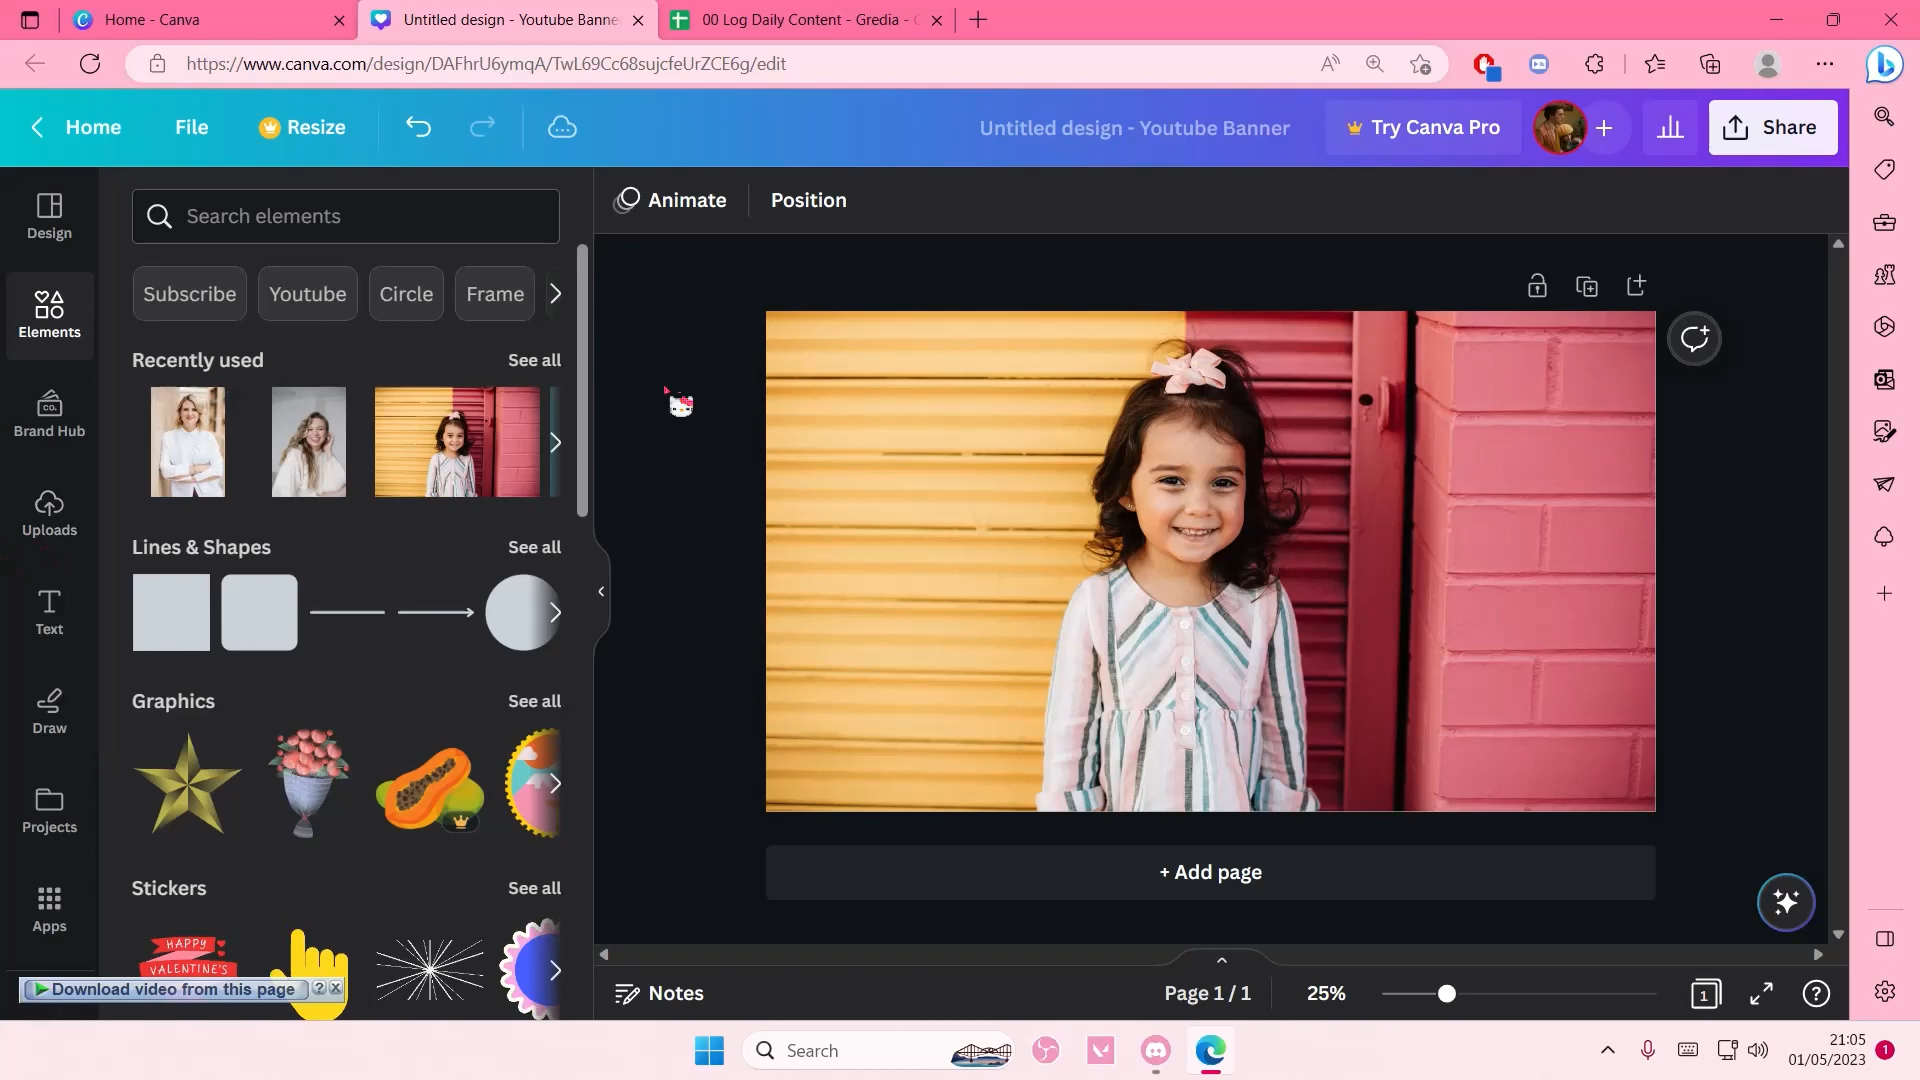 Home - Canva
Untitled design - Youtube Banne
00 Log Daily Content - Gredia -
https://www.canva.com/design/DAFhrU6ymqA/TwL69Cc68sujcfeUrZCE6g/edit
Home
File
Resize
Untitled design - Youtube Banner
Try Canva Pro
Share
Design
Elements
Brand Hub
CO.
Uploads
Text
Draw
Projects
Apps
Search elements
Subscribe
Youtube
Circle
Frame
Recently used
See all
Lines & Shapes
See all
Graphics
See all
Stickers
See all
HAPPY
VALENTINE'S
Download video from this page
Animate
Position
+ Add page
Notes
Page 1 / 1
25%
1
Search
21:05
01/05/2023
1